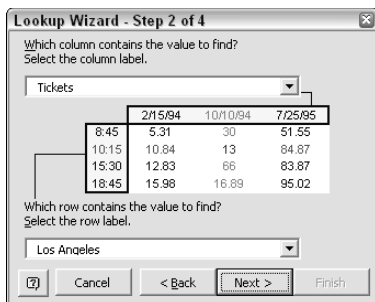 Lookup Wizard - Step 2 of 4
Which column contains the value to find?
Select the column label.
Tickets
2/15/94 10/10/94 7/25/95
8:45 5.31 30 51.55
10:15 10.84 13 84.87
15:30 12.83 66 83.87
18:45 15.98 16.89 95.02
Which row contains the value to find?
Select the row label.
Los Angeles
? Cancel < Back Next > Finish